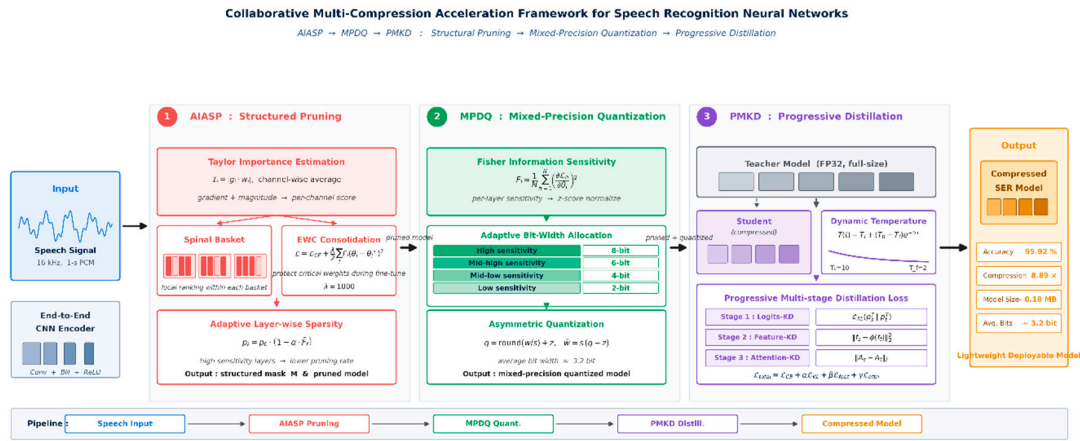 Collaborative Multi-Compression Acceleration Framework for Speech Recognition Neural Networks
AIASP → MPDQ → PMKD : Structural Pruning → Mixed-Precision Quantization → Progressive Distillation
Input
Speech Signal
16 kHz, 1-s PCM
End-to-End
CNN Encoder
Conv + BN + ReLU
1 AIASP : Structured Pruning
Taylor Importance Estimation
channel-wise average
gradient + magnitude → per-channel score
Spinal Basket
local ranking within each basket
EWC Consolidation
protect critical weights during fine-tune
λ = 1000
Adaptive Layer-wise Sparsity
high sensitivity layers → lower pruning rate
Output : structured mask M & pruned model
pruned model
2 MPDQ : Mixed-Precision Quantization
Fisher Information Sensitivity
per-layer sensitivity → z-score normalize
Adaptive Bit-Width Allocation
High sensitivity 8-bit
Mid-high sensitivity 6-bit
Mid-low sensitivity 4-bit
Low sensitivity 2-bit
Asymmetric Quantization
q = round(w/s) + z, ŵ = s(q − z)
average bit width ≈ 3.2 bit
Output : mixed-precision quantized model
pruned + quantized
3 PMKD : Progressive Distillation
Teacher Model (FP32, full-size)
Student
(compressed)
Dynamic Temperature
T_f=2
Progressive Multi-stage Distillation Loss
Stage 1 : Logits-KD
Stage 2 : Feature-KD
Stage 3 : Attention-KD
Output
Compressed
SER Model
Accuracy 95.92 %
Compression 8.89 ×
Model Size 0.18 MB
Avg. Bits ~ 3.2 bit
Lightweight Deployable Model
Pipeline :
Speech Input
AIASP Pruning
MPDQ Quant.
PMKD Distill.
Compressed Model